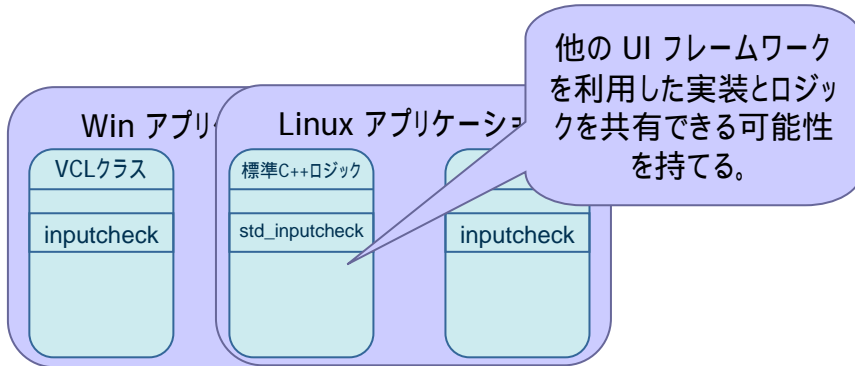 他の UI フレームワーク
を利用した実装とロジッ
クを共有できる可能性
を持てる。
Win アプリ
Linux アプリケーショ
VCLクラス
標準C++ロジック
inputcheck
std_inputcheck
inputcheck